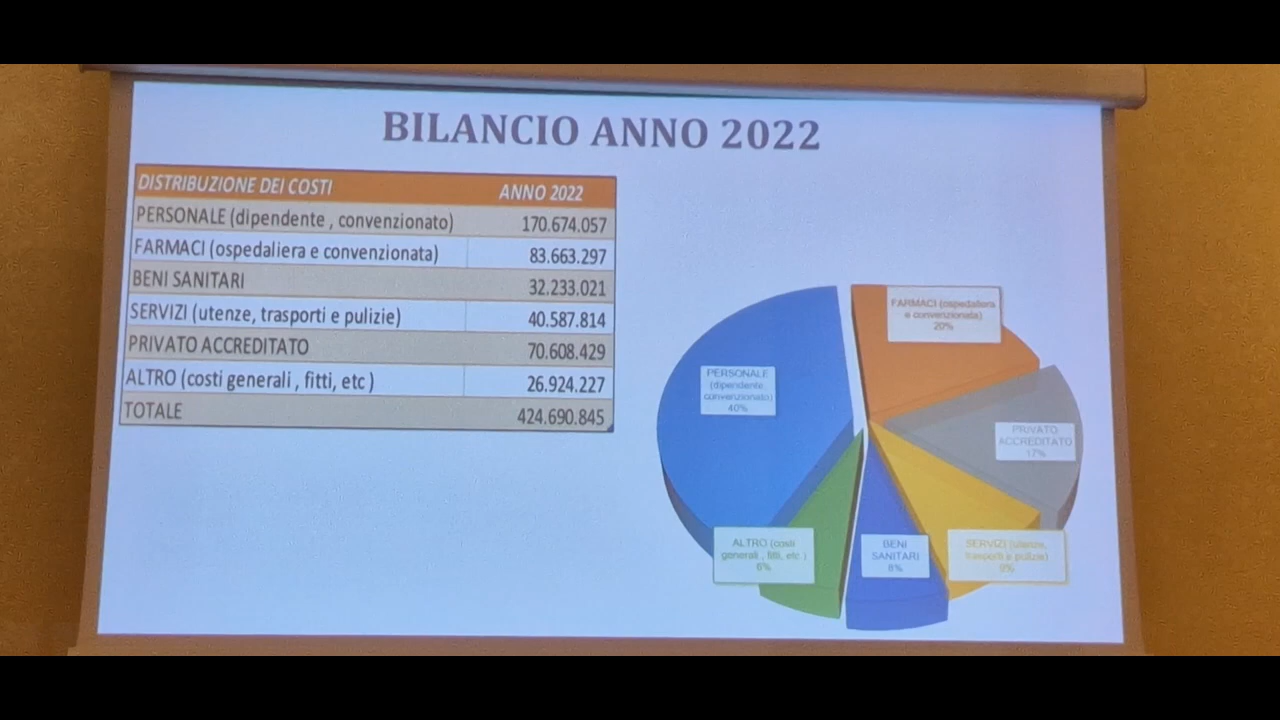 BILANCIO ANNO 2022
DISTRIBUZIONE DEI COSTI ANNO 2022
PERSONALE (dipendente , convenzionato) 170.674.057
FARMACI (ospedaliera e convenzionata) 83.663.297
BENI SANITARI 32.233.021
SERVIZI (utenze, trasporti e pulizie) 40.587.814
PRIVATO ACCREDITATO 70.608.429
ALTRO (costi generali , fitti, etc ) 26.924.227
TOTALE 424.690.845
FARMACI (ospedaliera
e convenzionata)
20%
PERSONALE
(dipendente,
convenzionato)
40%
PRIVATO
ACCREDITATO
17%
ALTRO (costi
generali , fitti, etc )
6%
BENI
SANITARI
8%
SERVIZI (utenze,
trasporti e pulizie)
9%